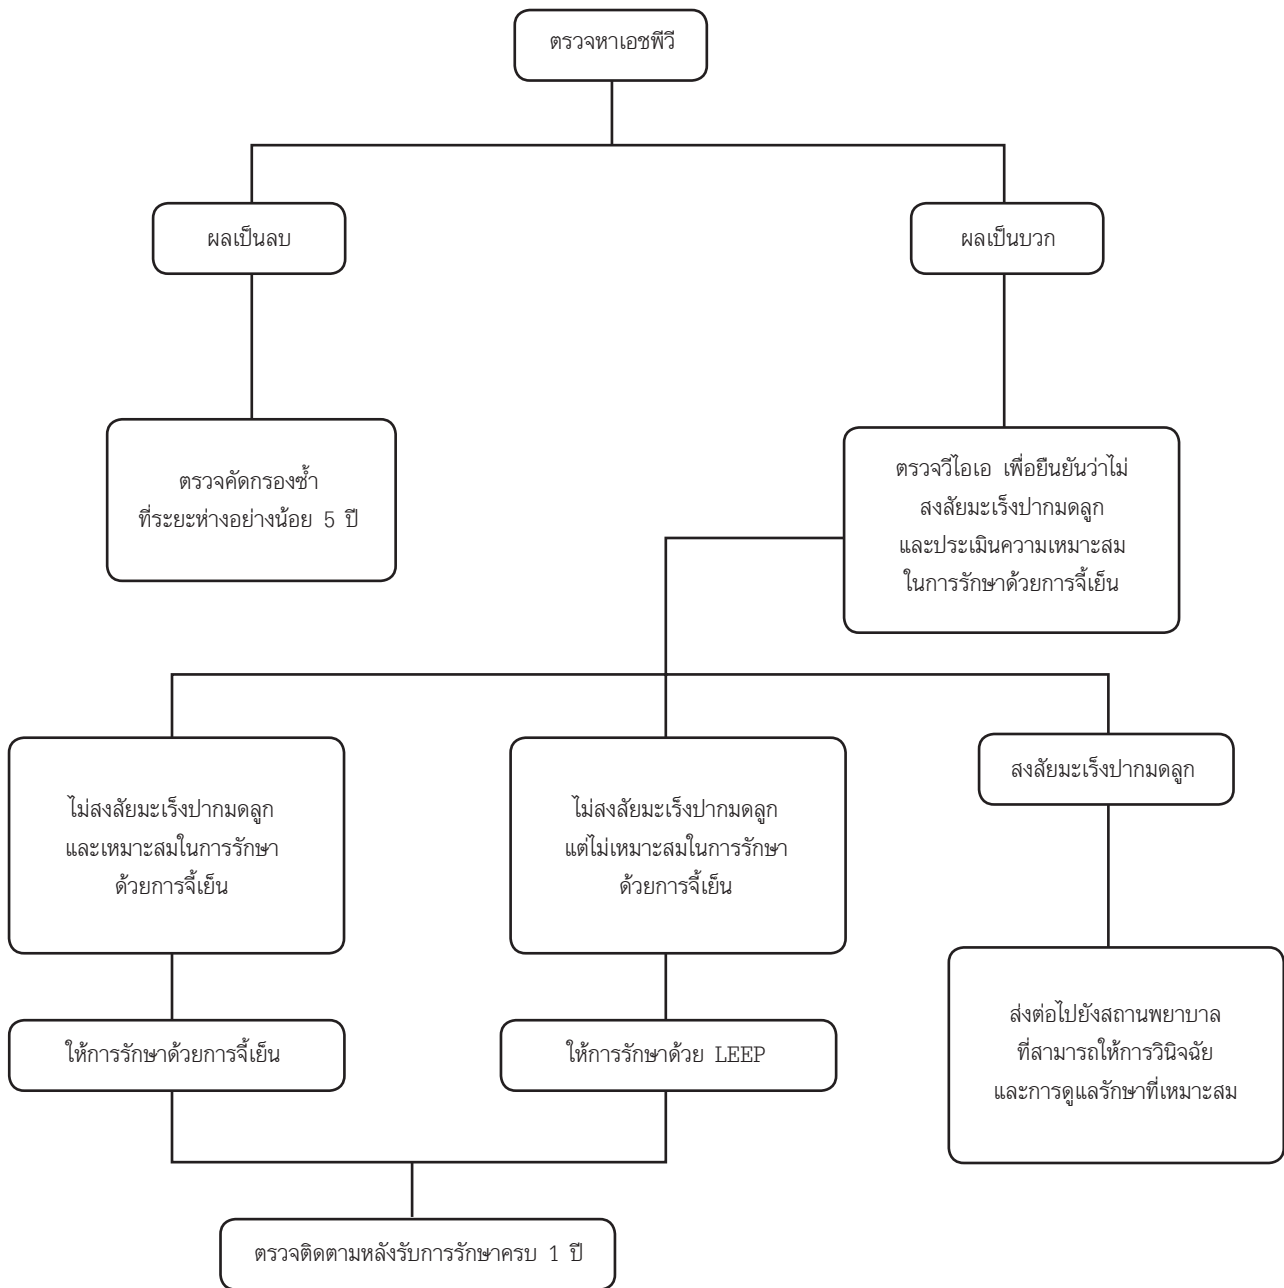 ตรวจหาเอชพีวี
ผลเป็นลบ
ผลเป็นบวก
ตรวจคัดกรองซ้ำ
ที่ระยะห่างอย่างน้อย 5 ปี
ตรวจวีไอเอ เพื่อยืนยันว่าไม่
สงสัยมะเร็งปากมดลูก
และประเมินความเหมาะสม
ในการรักษาด้วยการจี้เย็น
ไม่สงสัยมะเร็งปากมดลูก
และเหมาะสมในการรักษา
ด้วยการจี้เย็น
ไม่สงสัยมะเร็งปากมดลูก
แต่ไม่เหมาะสมในการรักษา
ด้วยการจี้เย็น
สงสัยมะเร็งปากมดลูก
ให้การรักษาด้วยการจี้เย็น
ให้การรักษาด้วย LEEP
ส่งต่อไปยังสถานพยาบาล
ที่สามารถให้การวินิจฉัย
และการดูแลรักษาที่เหมาะสม
ตรวจติดตามหลังรับการรักษาครบ 1 ปี